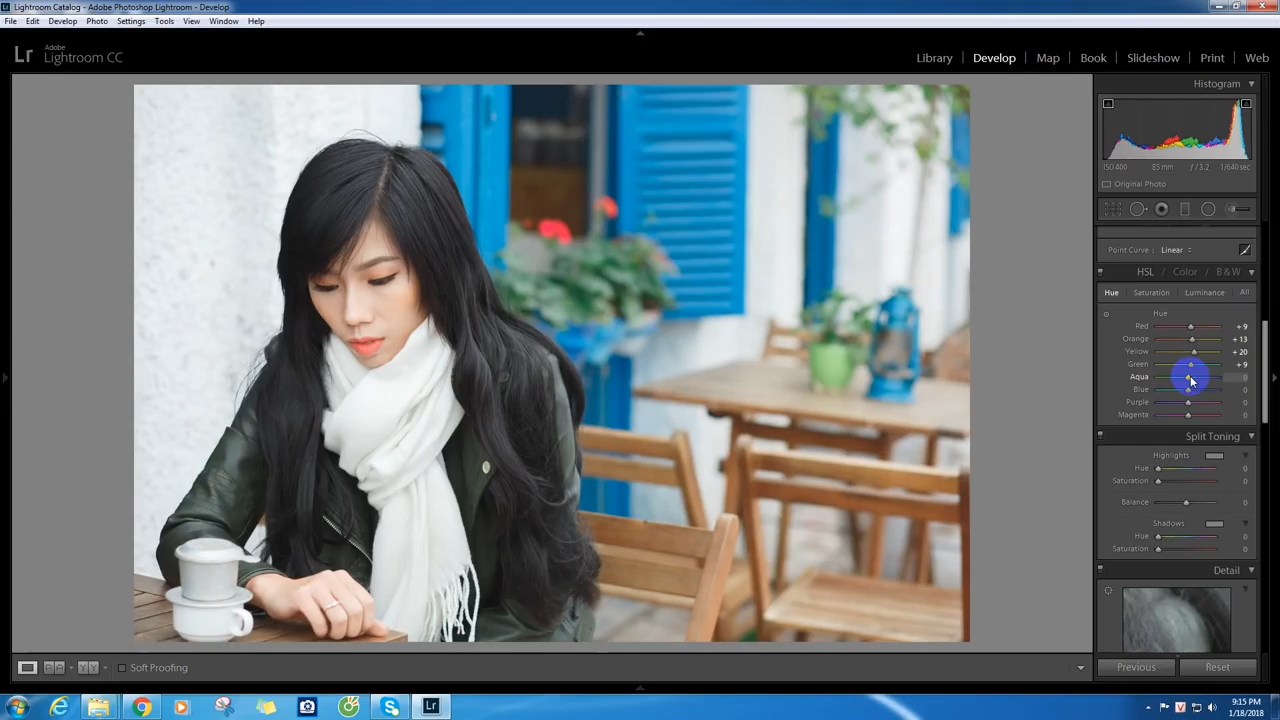 Lightroom Catalog - Adobe Photoshop Lightroom - Develop
File Edit Develop Photo Settings Tools View Window Help
Lr Adobe Lightroom CC
Library Develop Map Book Slideshow Print Web
Histogram
ISO 400 85 mm ƒ / 3.2 1/640 sec
Original Photo
Point Curve: Linear
HSL / Color / B & W
Hue Saturation Luminance All
Hue
Red + 9
Orange + 13
Yellow + 20
Green + 9
Aqua 0
Blue 0
Purple 0
Magenta 0
Split Toning
Highlights
Hue 0
Saturation 0
Balance 0
Shadows
Hue 0
Saturation 0
Detail
Soft Proofing
Previous Reset
Lr
9:15 PM
1/18/2018